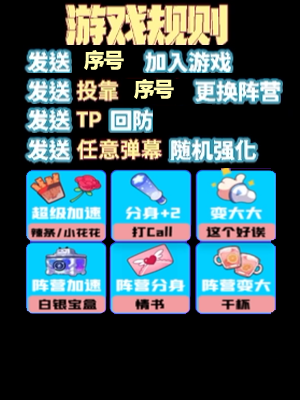 游戏规则
发送 序号 加入游戏
发送 投靠 序号 更换阵营
发送 TP 回防
发送 任意弹幕 随机强化
超级加速 分身+2 变大大
辣条/小花花 打Call 这个好诶
阵营加速 阵营分身 阵营变大
白银宝盒 情书 干杯